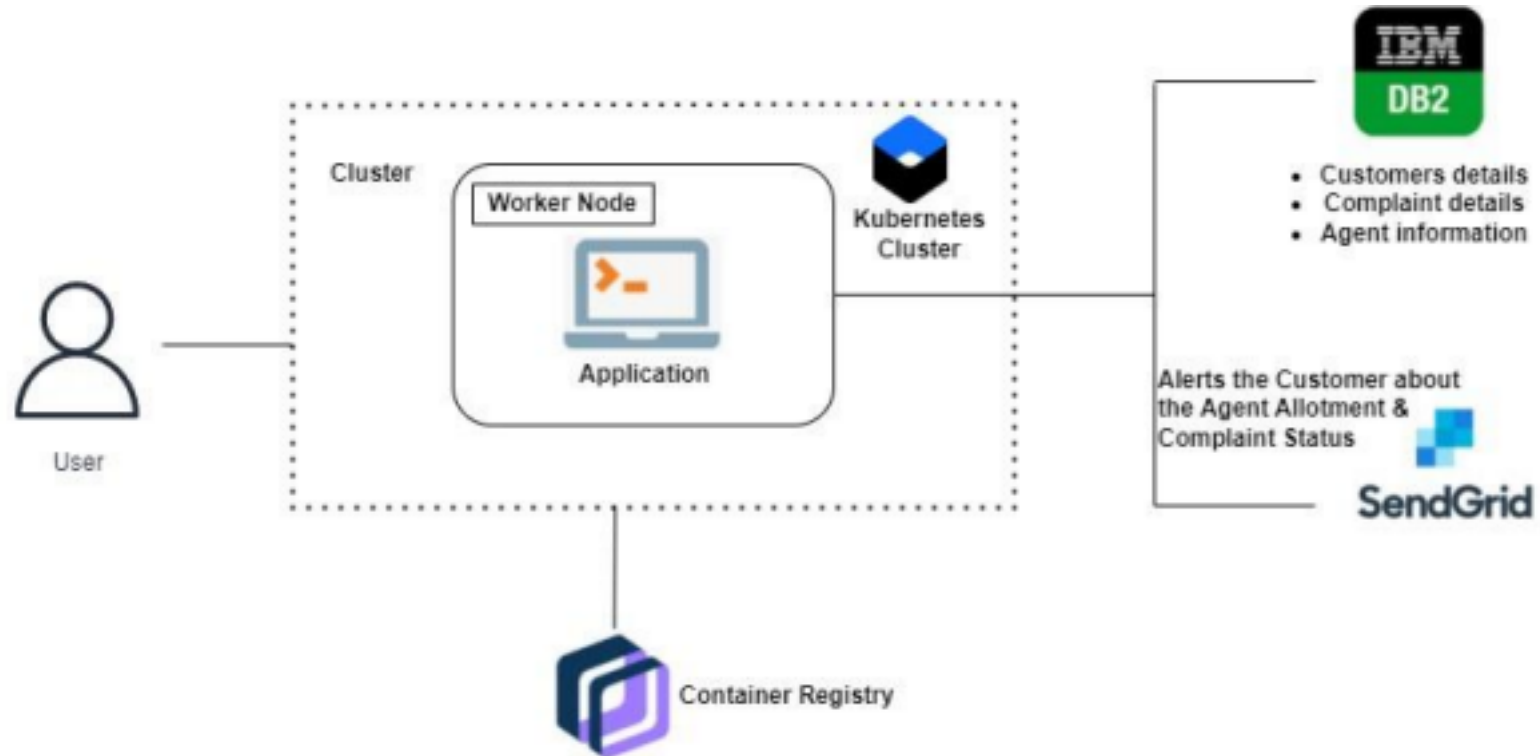 IBM
DB2
Customers details
Complaint details
Agent information
Cluster
Worker Node
Kubernetes
Cluster
Application
User
Alerts the Customer about
the Agent Allotment &
Complaint Status
SendGrid
Container Registry